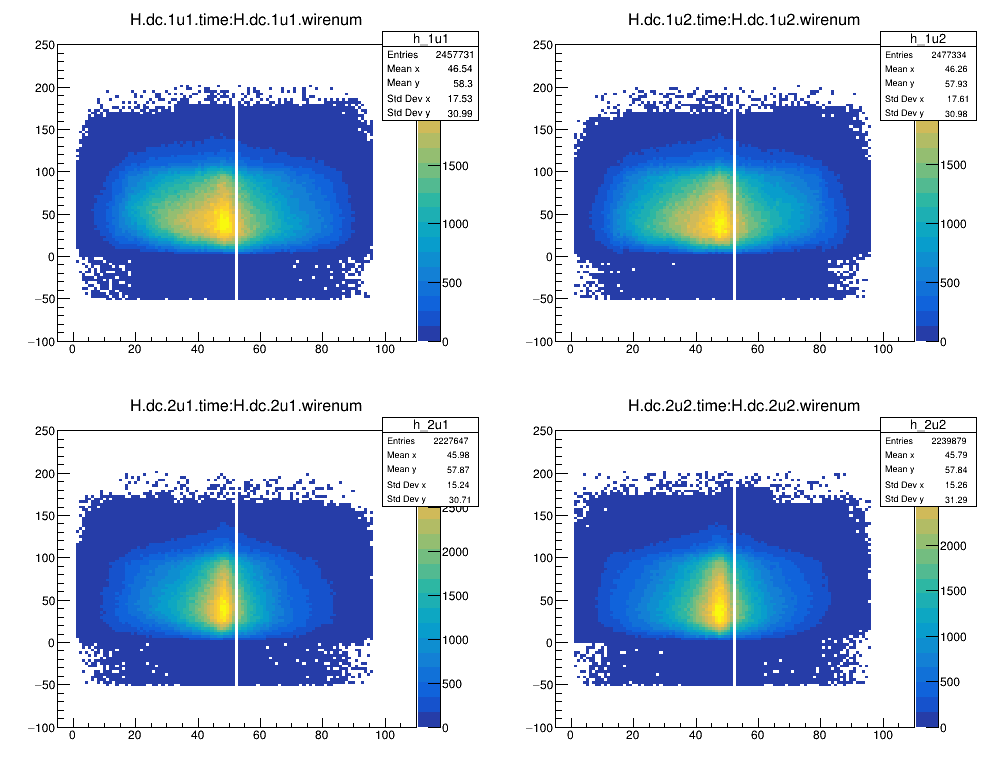 H.dc.1u1.time:H.dc.1u1.wirenum
h_1u1
Entries 2457731
Mean x 46.54
Mean y 58.3
Std Dev x 17.53
Std Dev y 30.99
250
200
150
100
50
0
−50
−100
0 20 40 60 80 100
1500
1000
500
0
H.dc.1u2.time:H.dc.1u2.wirenum
h_1u2
Entries 2477334
Mean x 46.26
Mean y 57.93
Std Dev x 17.61
Std Dev y 30.98
250
200
150
100
50
0
−50
−100
0 20 40 60 80 100
1500
1000
500
0
H.dc.2u1.time:H.dc.2u1.wirenum
h_2u1
Entries 2227647
Mean x 45.98
Mean y 57.87
Std Dev x 15.24
Std Dev y 30.71
250
200
150
100
50
0
−50
−100
0 20 40 60 80 100
2500
2000
1500
1000
500
0
H.dc.2u2.time:H.dc.2u2.wirenum
h_2u2
Entries 2239879
Mean x 45.79
Mean y 57.84
Std Dev x 15.26
Std Dev y 31.29
250
200
150
100
50
0
−50
−100
0 20 40 60 80 100
2000
1500
1000
500
0